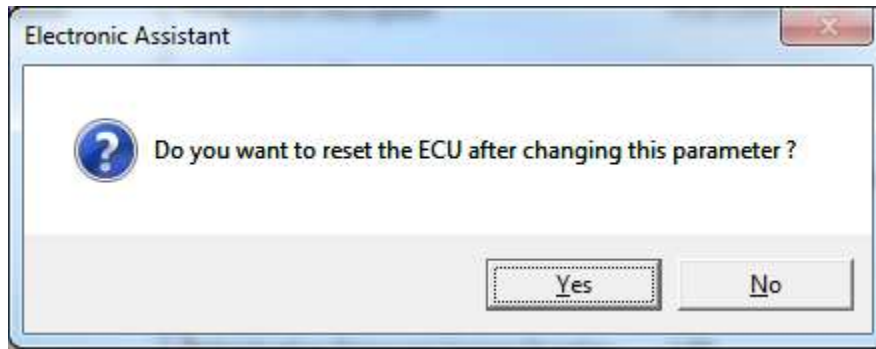 Electronic Assistant
Do you want to reset the ECU after changing this parameter ?
Yes
No